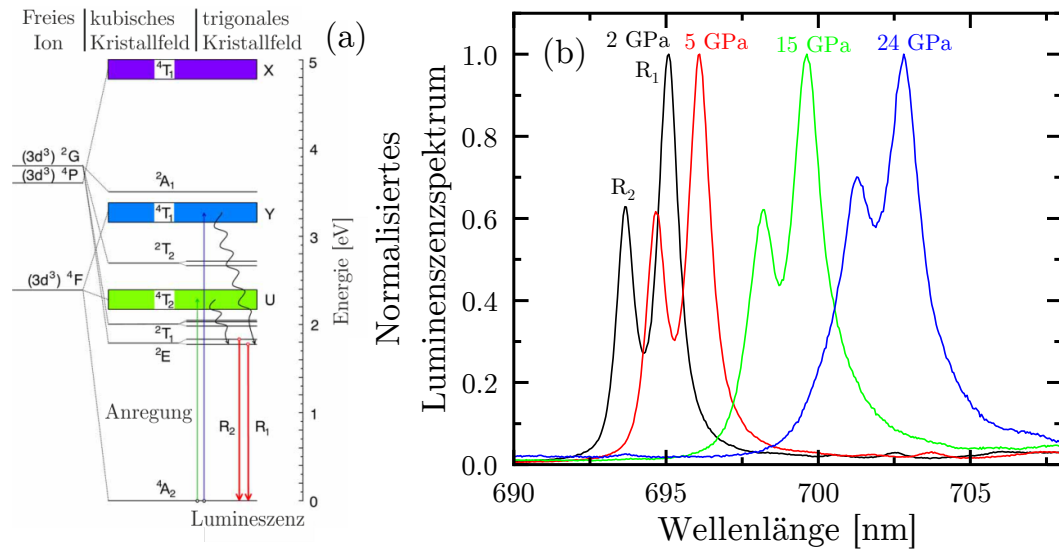 Freies kubisches trigonales
Ion Kristallfeld Kristallfeld
(a)
⁴T₁ X
5
(3d³) ²G
(3d³) ⁴P
4
²A₁
⁴T₁ Y
3
²T₂
(3d³) ⁴F
⁴T₂ U
2
²T₁
²E
Anregung
R₂ R₁
1
⁴A₂
0
Lumineszenz
Energie [eV]
(b)
2 GPa 5 GPa 15 GPa 24 GPa
R₁
R₂
Normalisiertes
Luminenszenzspektrum
1.0
0.8
0.6
0.4
0.2
0.0
690 695 700 705
Wellenlänge [nm]